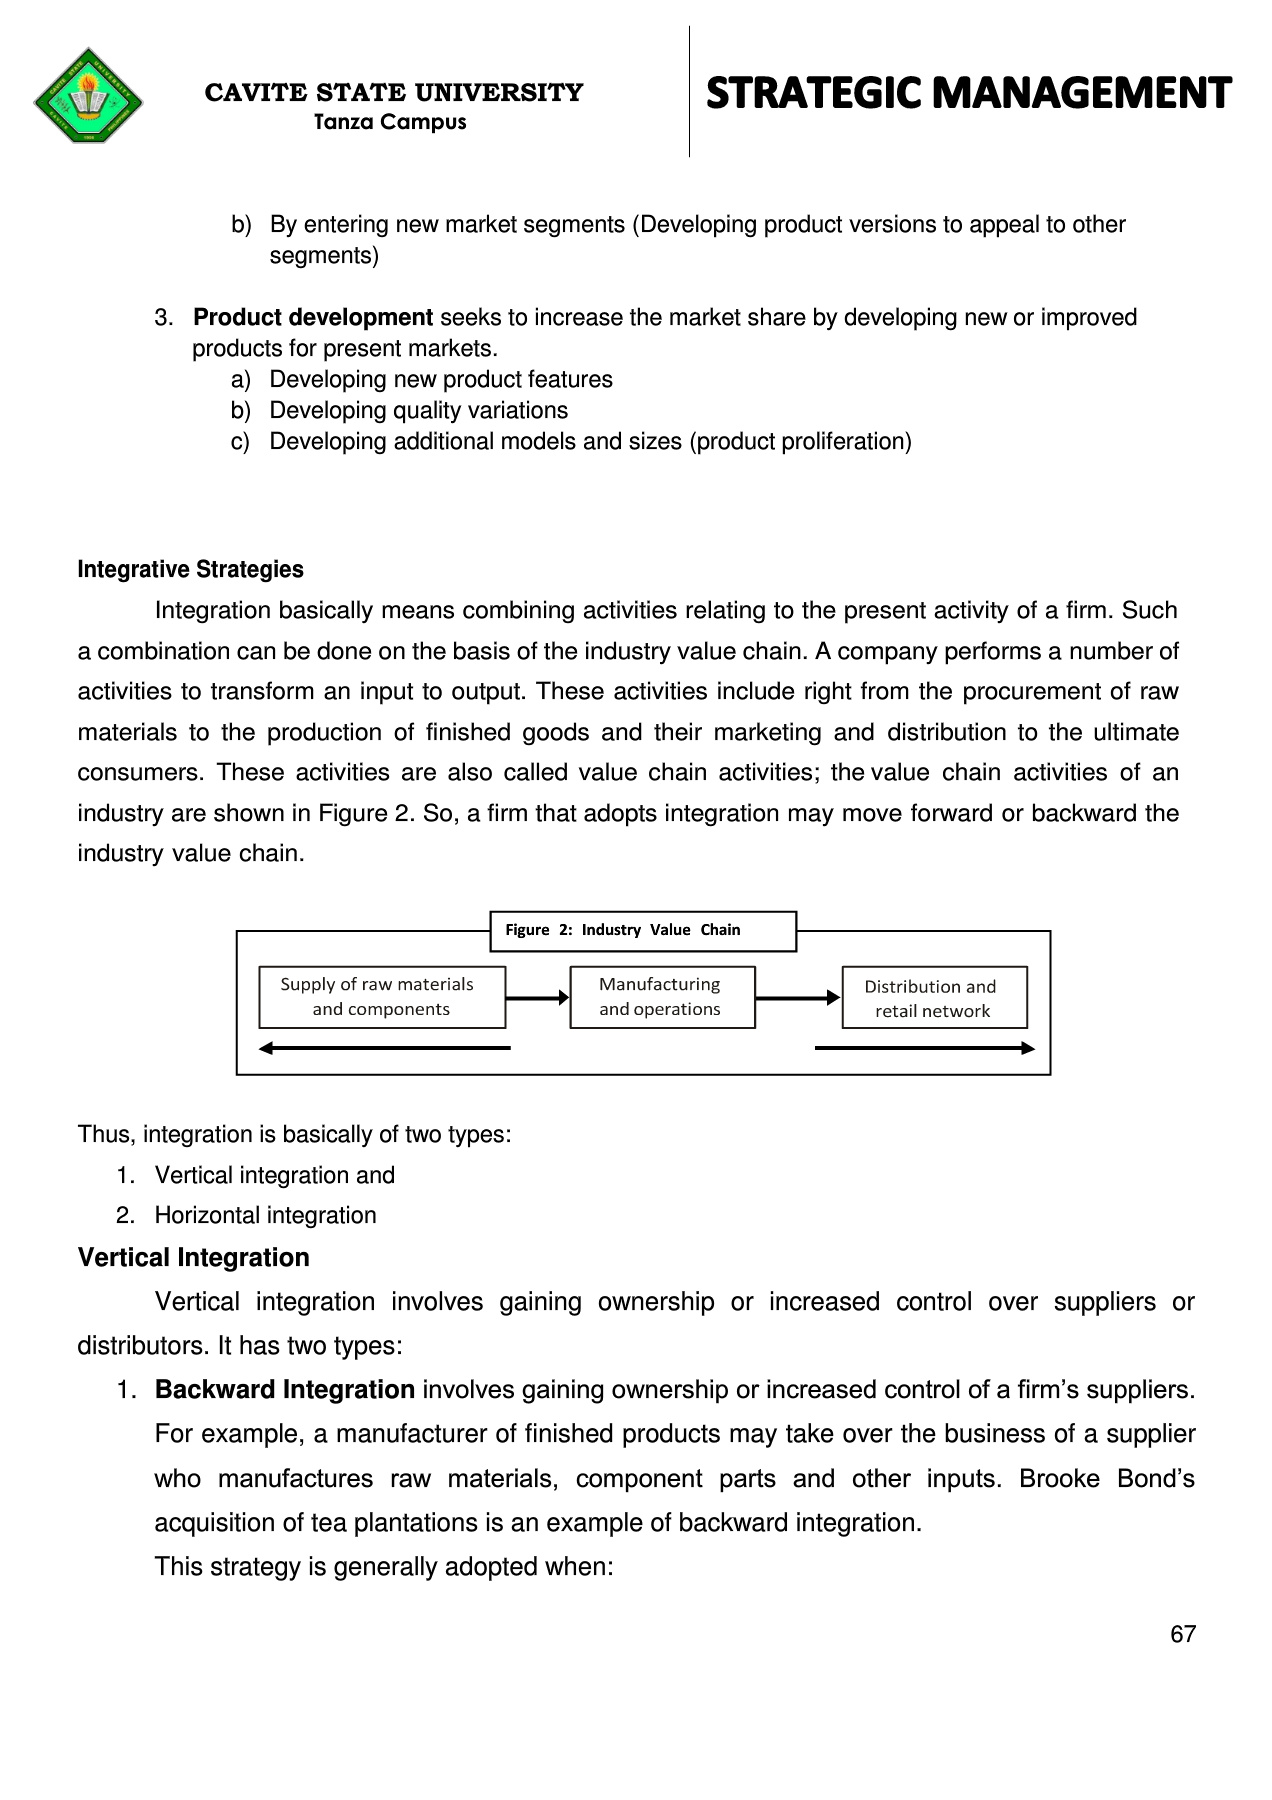 CAVITE STATE UNIVERSITY
Tanza Campus
STRATEGIC MANAGEMENT
b) By entering new market segments (Developing product versions to appeal to other
segments)
3. Product development seeks to increase the market share by developing new or improved
products for present markets.
a) Developing new product features
b) Developing quality variations
c) Developing additional models and sizes (product proliferation)
Integrative Strategies
Integration basically means combining activities relating to the present activity of a firm. Such
a combination can be done on the basis of the industry value chain. A company performs a number of
activities to transform an input to output. These activities include right from the procurement of raw
materials to the production of finished goods and their marketing and distribution to the ultimate
consumers. These activities are also called value chain activities; the value chain activities of an
industry are shown in Figure 2. So, a firm that adopts integration may move forward or backward the
industry value chain.
Figure 2: Industry Value Chain
Supply of raw materials
and components
Manufacturing
and operations
Distribution and
retail network
Thus, integration is basically of two types:
1. Vertical integration and
2. Horizontal integration
Vertical Integration
Vertical integration involves gaining ownership or increased control over suppliers or
distributors. It has two types:
1. Backward Integration involves gaining ownership or increased control of a firm's suppliers.
For example, a manufacturer of finished products may take over the business of a supplier
who manufactures raw materials, component parts and other inputs. Brooke Bond's
acquisition of tea plantations is an example of backward integration.
This strategy is generally adopted when:
67